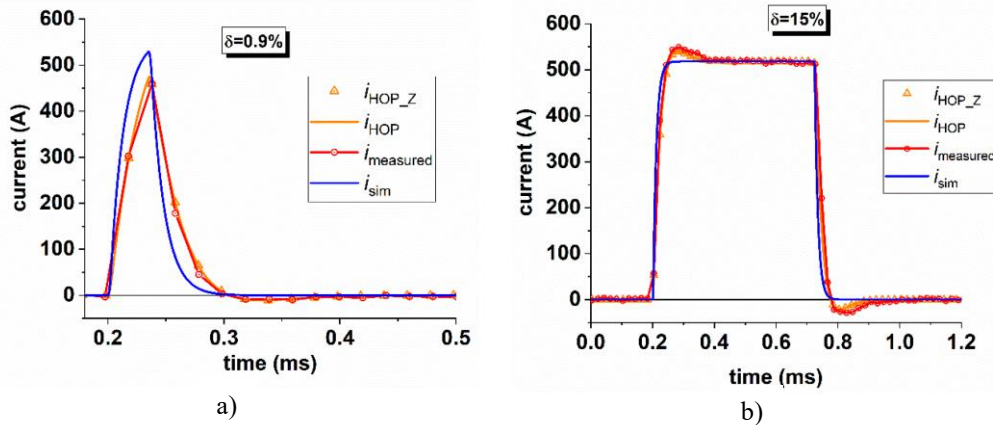 600
500
400
300
200
100
0
current (A)
δ=0.9%
iHOP_Z
iHOP
imeasured
isim
0.2
0.3
0.4
0.5
time (ms)
a)
600
500
400
300
200
100
0
current (A)
δ=15%
iHOP_Z
iHOP
imeasured
isim
0.0
0.2
0.4
0.6
0.8
1.0
1.2
time (ms)
b)